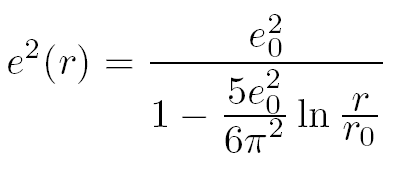 e^2(r) = \frac{e_0^2}{1 - \frac{5e_0^2}{6\pi^2} \ln \frac{r}{r_0}}